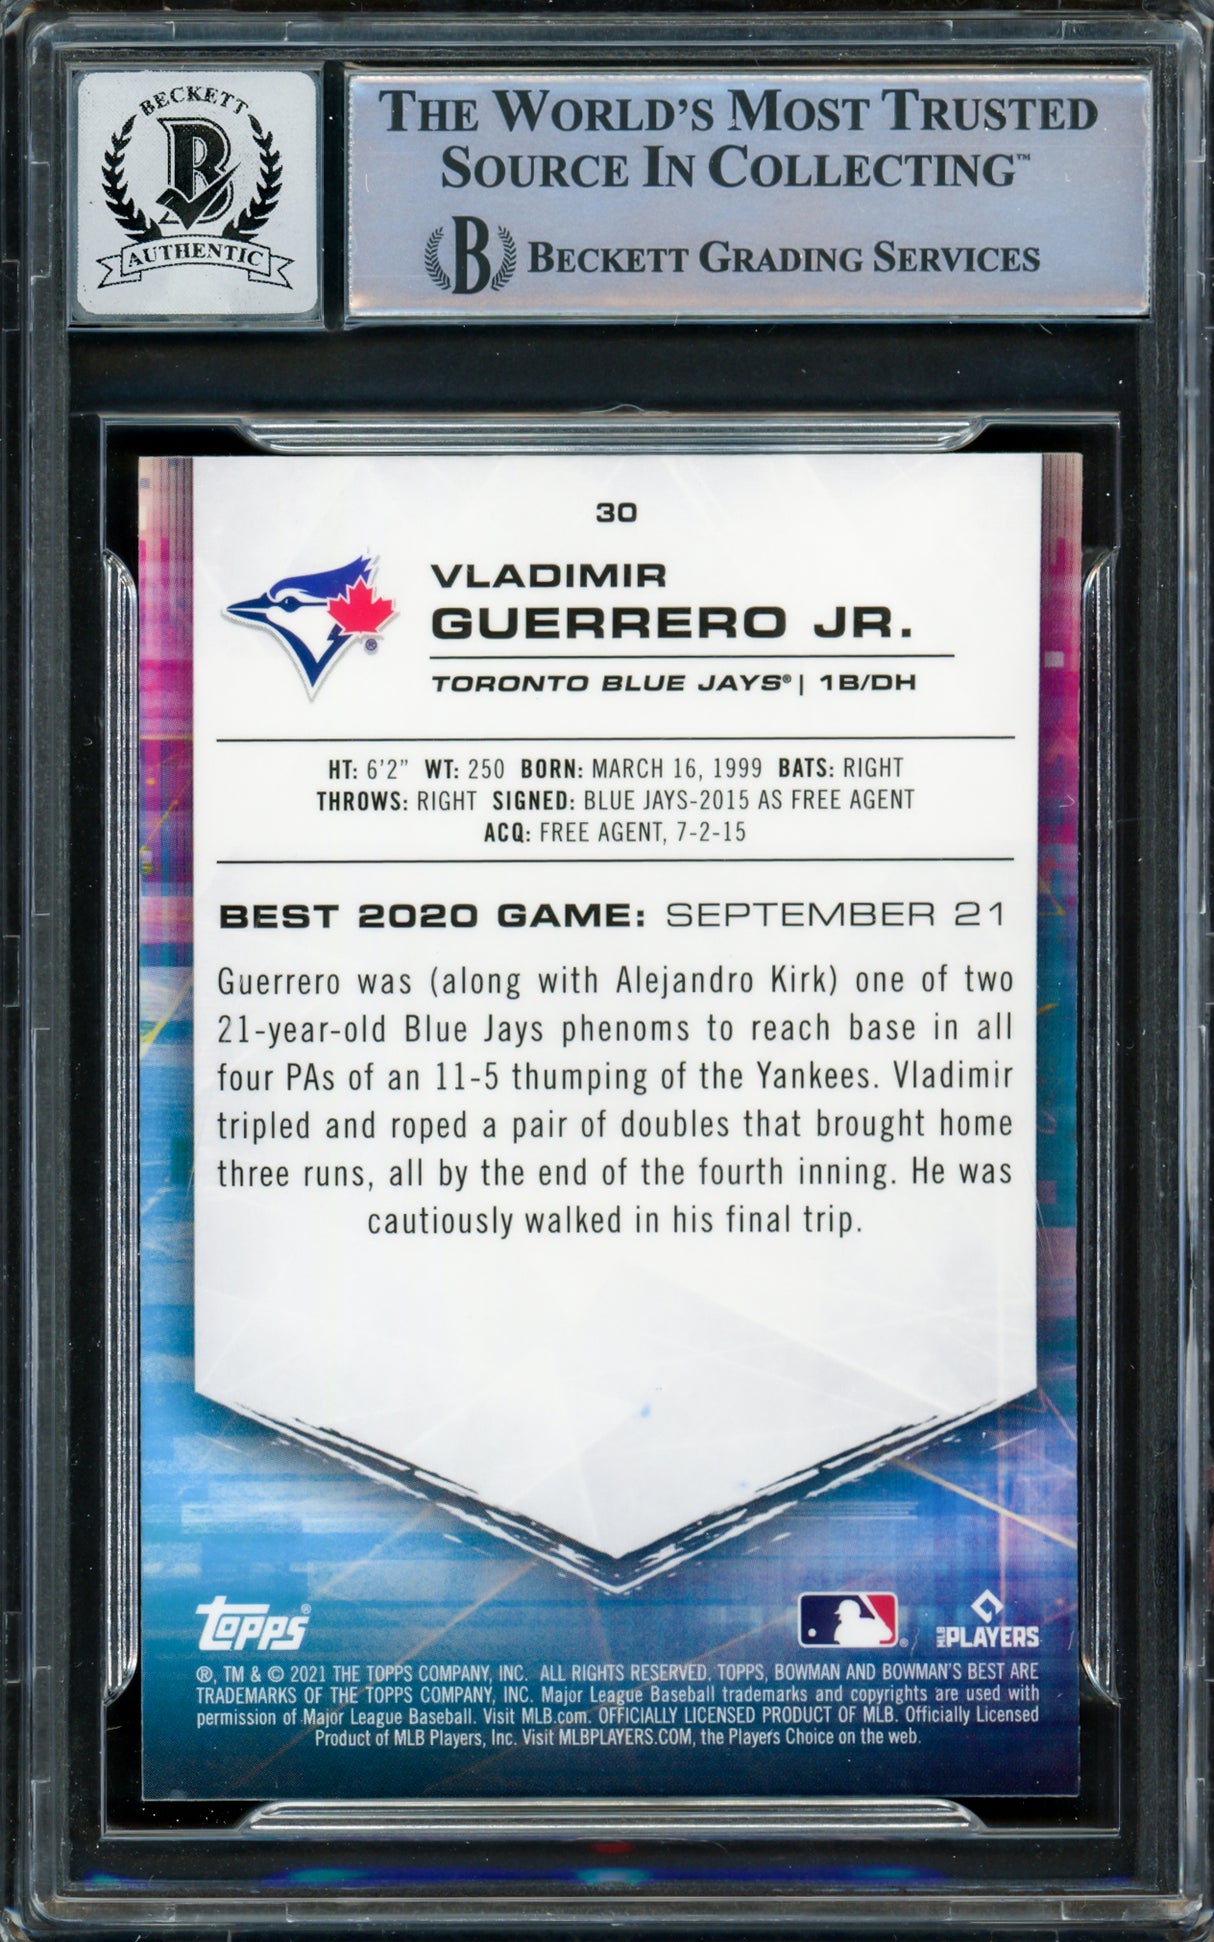 BECKETT
B
AUTHENTIC
THE WORLD'S MOST TRUSTED
SOURCE IN COLLECTING™
B BECKETT GRADING SERVICES
30
VLADIMIR
GUERRERO JR.
TORONTO BLUE JAYS® | 1B/DH
HT: 6'2" WT: 250 BORN: MARCH 16, 1999 BATS: RIGHT
THROWS: RIGHT SIGNED: BLUE JAYS-2015 AS FREE AGENT
ACQ: FREE AGENT, 7-2-15
BEST 2020 GAME: SEPTEMBER 21
Guerrero was (along with Alejandro Kirk) one of two
21-year-old Blue Jays phenoms to reach base in all
four PAs of an 11-5 thumping of the Yankees. Vladimir
tripled and roped a pair of doubles that brought home
three runs, all by the end of the fourth inning. He was
cautiously walked in his final trip.
Topps®
MLB PLAYERS
®, TM & © 2021 THE TOPPS COMPANY, INC. ALL RIGHTS RESERVED. TOPPS, BOWMAN AND BOWMAN'S BEST ARE
TRADEMARKS OF THE TOPPS COMPANY, INC. Major League Baseball trademarks and copyrights are used with
permission of Major League Baseball. Visit MLB.com. OFFICIALLY LICENSED PRODUCT OF MLB. Officially Licensed
Product of MLB Players, Inc. Visit MLBPLAYERS.COM, the Players Choice on the web.